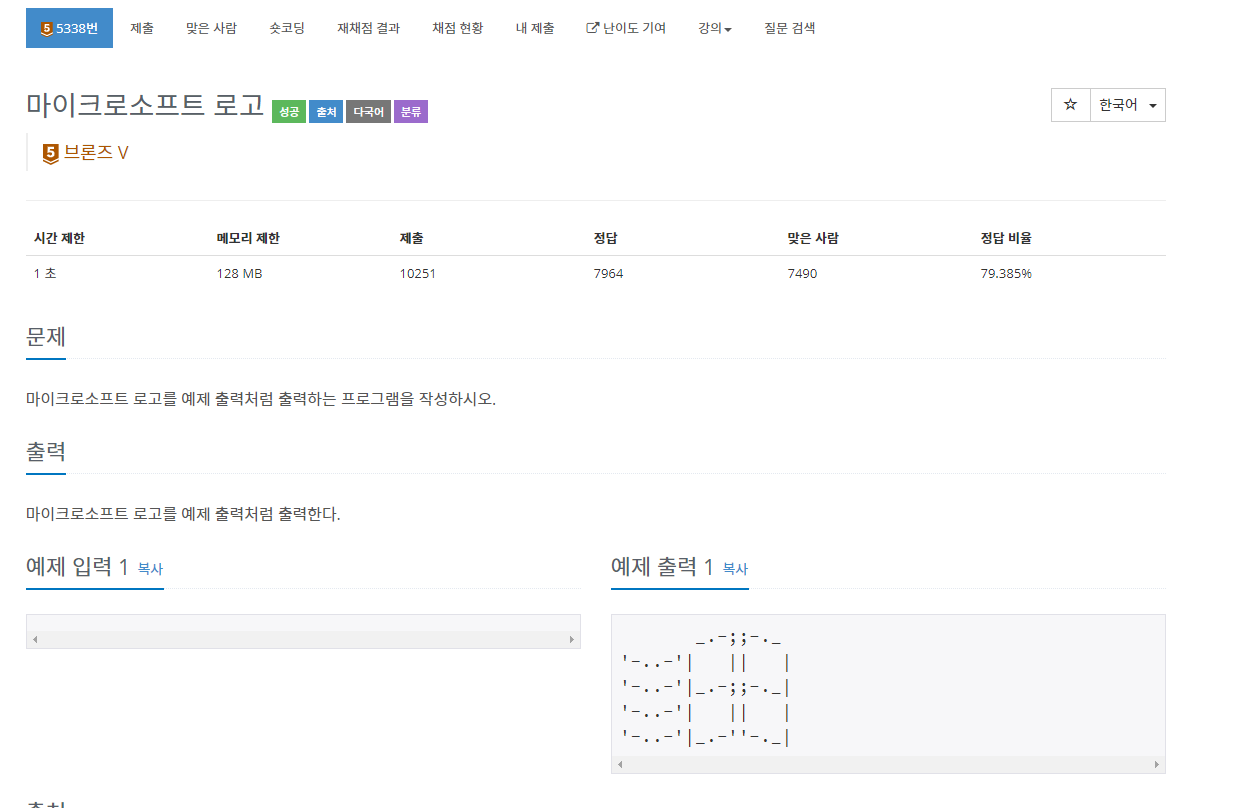 5 5338번 제출 맞은 사람 숏코딩 재채점 결과 채점 현황 내 제출 난이도 기여 강의 질문 검색
마이크로소프트 로고 성공 출처 다국어 분류 ☆ 한국어
5 브론즈 V
시간 제한 메모리 제한 제출 정답 맞은 사람 정답 비율
1 초 128 MB 10251 7964 7490 79.385%
문제
마이크로소프트 로고를 예제 출력처럼 출력하는 프로그램을 작성하시오.
출력
마이크로소프트 로고를 예제 출력처럼 출력한다.
예제 입력 1 복사
예제 출력 1 복사
       _.-;;-._
'-..-'|   ||   |
'-..-'|_.-;;-._|
'-..-'|   ||   |
'-..-'|_.-''-._|